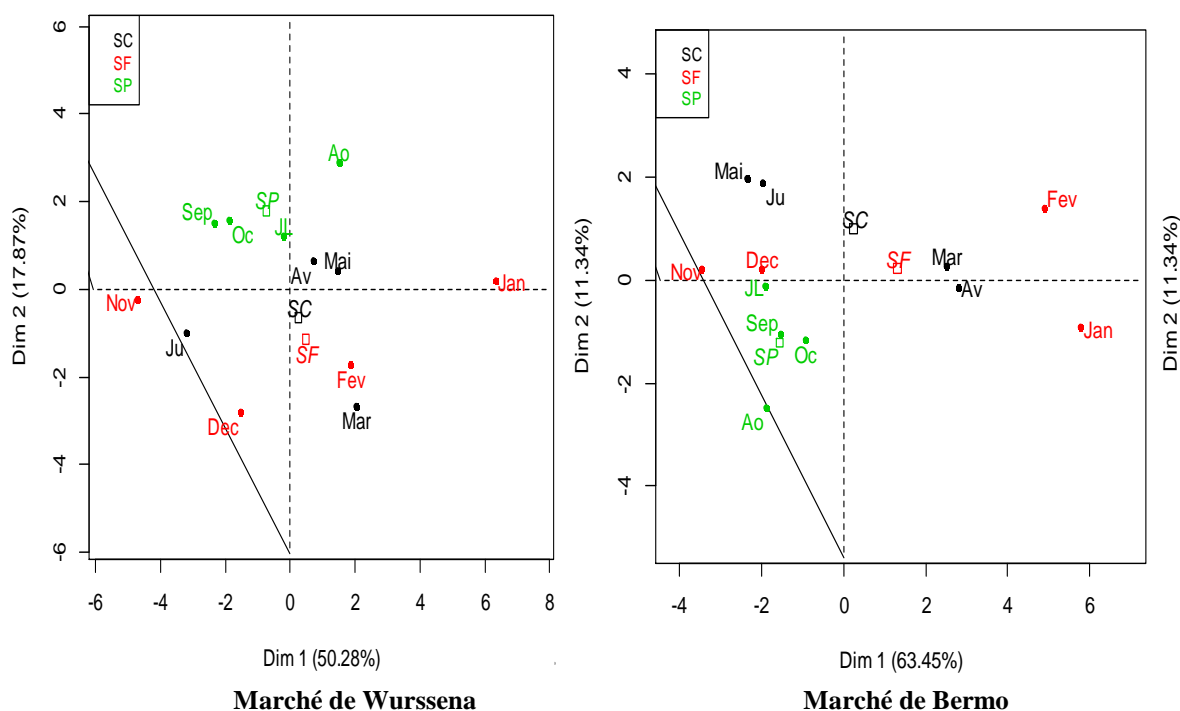 SC
SF
SP
Dim 2 (17.87%)
6
4
2
0
-2
-4
-6
Ao
SP
Sep
Oc
JL
Av
Mai
Jan
Nov
SC
Ju
SF
Fev
Mar
Dec
-6
-4
-2
0
2
4
6
8
Dim 1 (50.28%)
Marché de Wurssena
SC
SF
SP
Dim 2 (11.34%)
4
2
0
-2
-4
Mai
Ju
Fev
SC
Mar
SF
Dec
Nov
JL
Av
Sep
SP
Oc
Jan
Ao
-4
-2
0
2
4
6
Dim 1 (63.45%)
Marché de Bermo
Dim 2 (11.34%)